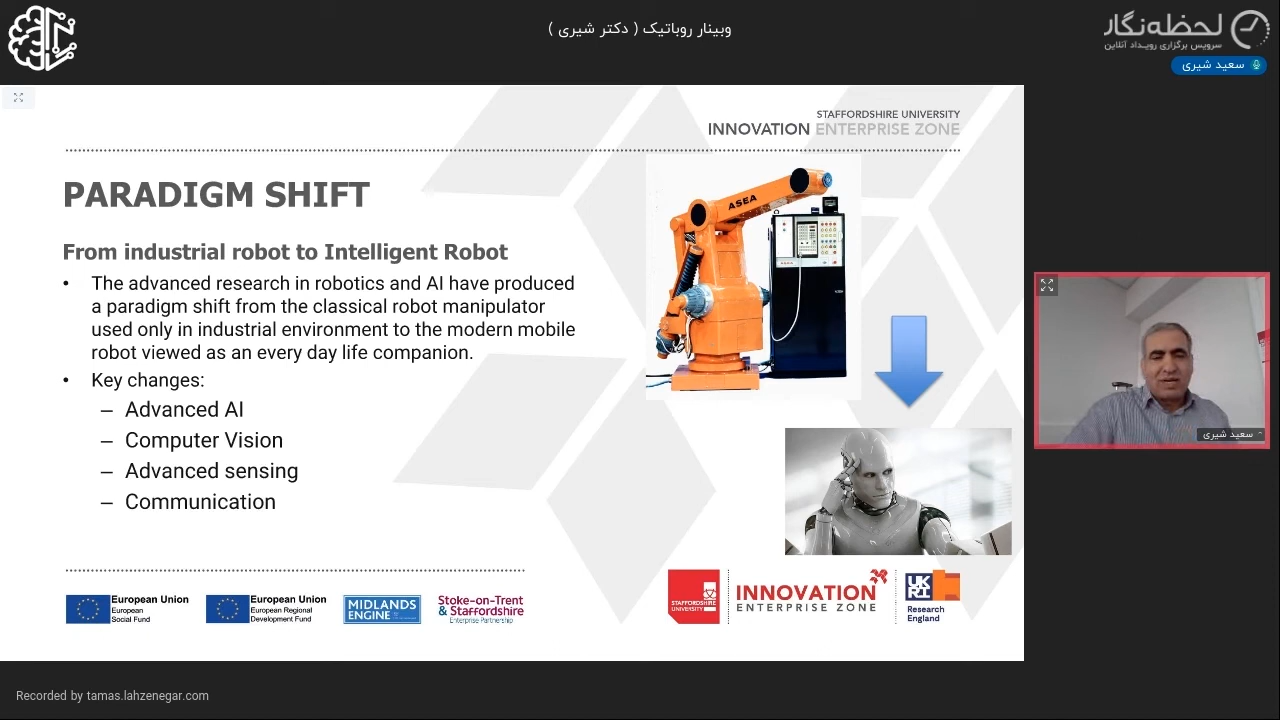 وبینار روباتیک ( دکتر شیری )
لحظه‌نگار
سرویس برگزاری رویداد آنلاین
سعید شیری
STAFFORDSHIRE UNIVERSITY
INNOVATION ENTERPRISE ZONE
PARADIGM SHIFT
From industrial robot to Intelligent Robot
• The advanced research in robotics and AI have produced
a paradigm shift from the classical robot manipulator
used only in industrial environment to the modern mobile
robot viewed as an every day life companion.
• Key changes:
– Advanced AI
– Computer Vision
– Advanced sensing
– Communication
ASEA
سعید شیری
European Union
European
Social Fund
European Union
European Regional
Development Fund
MIDLANDS
ENGINE
Stoke-on-Trent
& Staffordshire
Enterprise Partnership
STAFFORDSHIRE
UNIVERSITY
INNOVATION
ENTERPRISE ZONE
UK
RI
Research
England
Recorded by tamas.lahzenegar.com